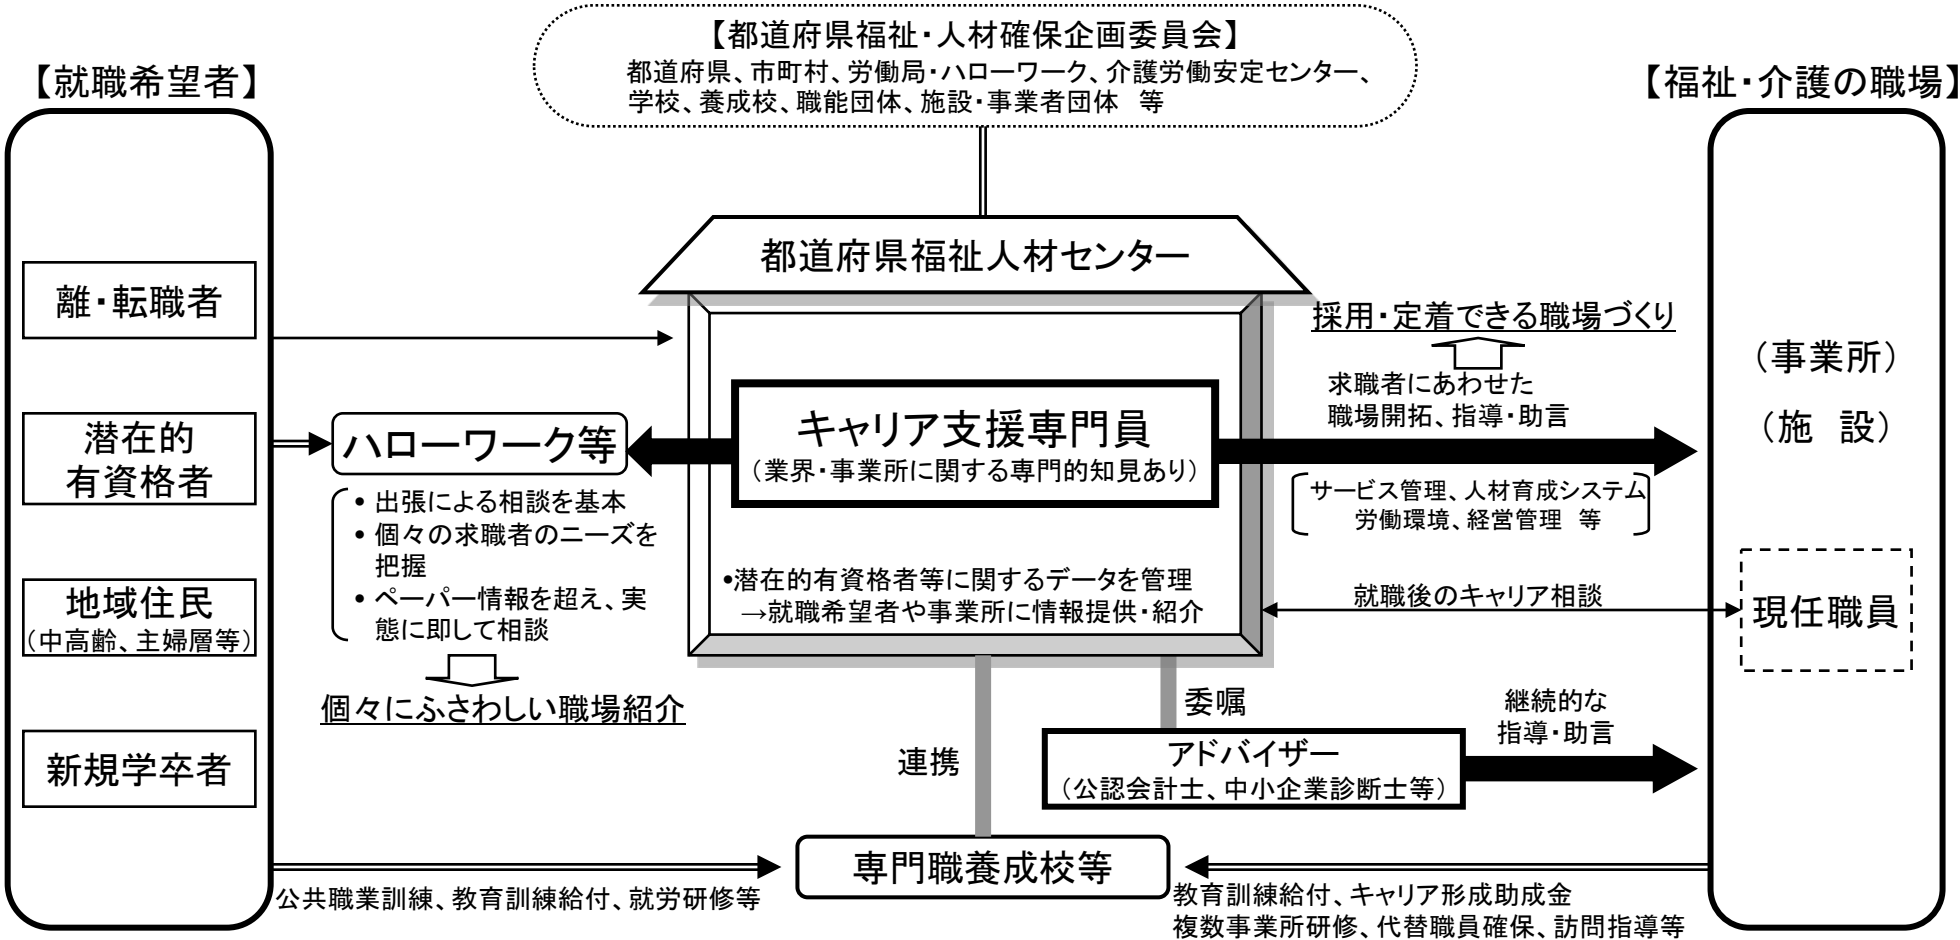 【都道府県福祉・人材確保企画委員会】
都道府県、市町村、労働局・ハローワーク、介護労働安定センター、
学校、養成校、職能団体、施設・事業者団体　等
【就職希望者】
離・転職者
潜在的
有資格者
地域住民
（中高齢、主婦層等）
新規学卒者
ハローワーク等
• 出張による相談を基本
• 個々の求職者のニーズを
把握
• ペーパー情報を超え、実
態に即して相談
個々にふさわしい職場紹介
都道府県福祉人材センター
キャリア支援専門員
（業界・事業所に関する専門的知見あり）
•潜在的有資格者等に関するデータを管理
→就職希望者や事業所に情報提供・紹介
採用・定着できる職場づくり
求職者にあわせた
職場開拓、指導・助言
サービス管理、人材育成システム
労働環境、経営管理　等
就職後のキャリア相談
【福祉・介護の職場】
（事業所）
（施　設）
現任職員
委嘱
連携
アドバイザー
（公認会計士、中小企業診断士等）
継続的な
指導・助言
専門職養成校等
公共職業訓練、教育訓練給付、就労研修等
教育訓練給付、キャリア形成助成金
複数事業所研修、代替職員確保、訪問指導等